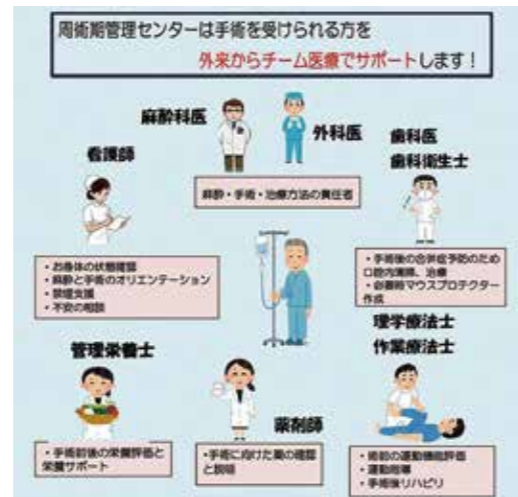 周術期管理センターは手術を受けられる方を
外来からチーム医療でサポートします！
麻酔科医
外科医
麻酔・手術・治療方法の責任者
看護師
・お身体の状態確認
・麻酔と手術のオリエンテーション
・禁煙支援
・不安の相談
歯科医
歯科衛生士
・手術後の合併症予防のため
口腔内清掃、治療
・必要時マウスプロテクター
作成
管理栄養士
・手術前後の栄養評価と
栄養サポート
薬剤師
・手術に向けた薬の確認
と説明
理学療法士
作業療法士
・術前の運動機能評価
・運動指導
・手術後リハビリ